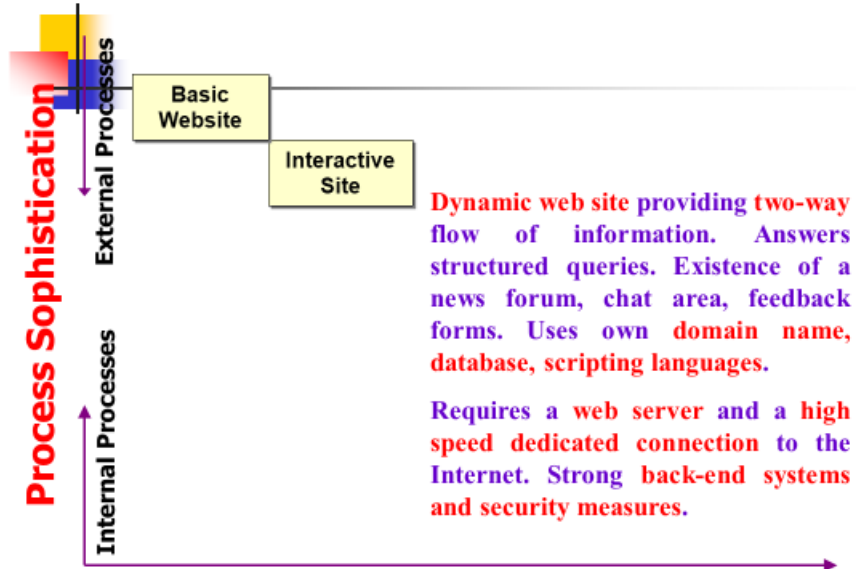 Process Sophistication
External Processes
Internal Processes
Basic
Website
Interactive
Site
Dynamic web site providing two-way
flow of information. Answers
structured queries. Existence of a
news forum, chat area, feedback
forms. Uses own domain name,
database, scripting languages.
Requires a web server and a high
speed dedicated connection to the
Internet. Strong back-end systems
and security measures.